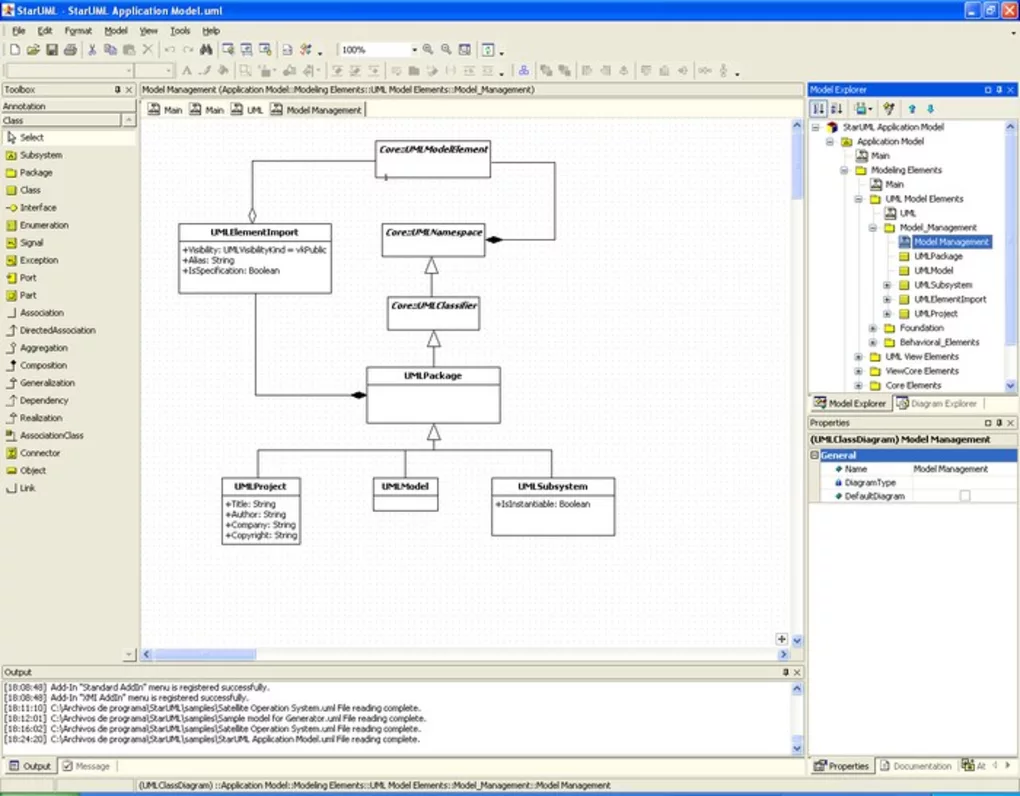 StarUML - StarUML Application Model.uml
File Edit Format Model View Tools Help
100%
Toolbox
Annotation
Class
Select
Subsystem
Package
Class
Interface
Enumeration
Signal
Exception
Port
Part
Association
DirectedAssociation
Aggregation
Composition
Generalization
Dependency
Realization
AssociationClass
Connector
Object
Link
Model Management (Application Model::Modeling Elements::UML Model Elements::Model_Management)
Main Main UML Model Management
Core::UMLModelElement
UMLElementImport
+Visibility: UMLVisibilityKind = vkPublic
+Alias: String
+IsSpecification: Boolean
Core::UMLNamespace
Core::UMLClassifier
UMLPackage
UMLProject
+Title: String
+Author: String
+Company: String
+Copyright: String
UMLModel
UMLSubsystem
+IsInstantiable: Boolean
Model Explorer
StarUML Application Model
Application Model
Main
Modeling Elements
Main
UML Model Elements
UML
Model_Management
Model Management
UMLPackage
UMLModel
UMLSubsystem
UMLElementImport
UMLProject
Foundation
Behavioral_Elements
UML View Elements
ViewCore Elements
Core Elements
Model Explorer Diagram Explorer
Properties
(UMLClassDiagram) Model Management
General
Name Model Management
DiagramType
DefaultDiagram
Properties Documentation At
Output
[18:08:48] Add-In "Standard AddIn" menu is registered successfully.
[18:08:48] Add-In "XMI AddIn" menu is registered successfully.
[18:11:10] C:\Archivos de programa\StarUML\samples\Satellite Operation System.uml File reading complete.
[18:12:01] C:\Archivos de programa\StarUML\samples\Sample model for Generator.uml File reading complete.
[18:16:02] C:\Archivos de programa\StarUML\samples\Satellite Operation System.uml File reading complete.
[18:24:20] C:\Archivos de programa\StarUML\samples\StarUML Application Model.uml File reading complete.
Output Message
(UMLClassDiagram) ::Application Model::Modeling Elements::UML Model Elements::Model_Management::Model Management